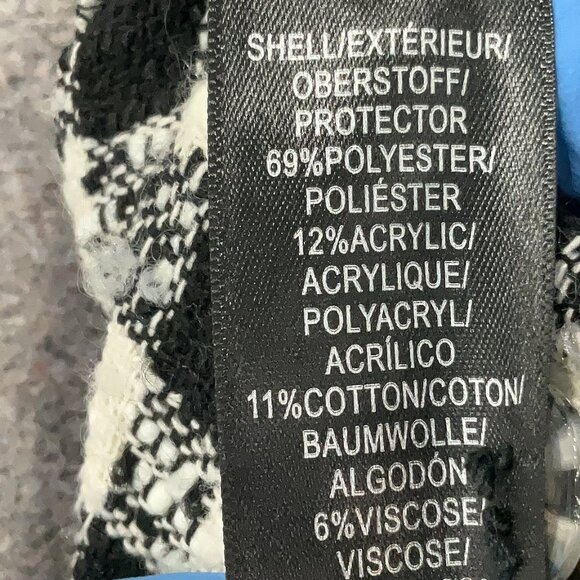 SHELL/EXTÉRIEUR/
OBERSTOFF/
PROTECTOR
69%POLYESTER/
POLIÉSTER
12%ACRYLIC/
ACRYLIQUE/
POLYACRYL/
ACRÍLICO
11%COTTON/COTON/
BAUMWOLLE/
ALGODÓN
6%VISCOSE/
VISCOSE/